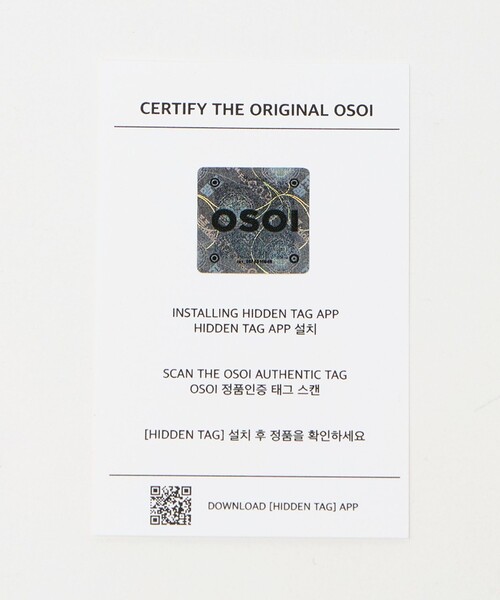 CERTIFY THE ORIGINAL OSOI
OSOI
INSTALLING HIDDEN TAG APP
HIDDEN TAG APP 설치
SCAN THE OSOI AUTHENTIC TAG
OSOI 정품인증 태그 스캔
[HIDDEN TAG] 설치 후 정품을 확인하세요
DOWNLOAD [HIDDEN TAG] APP